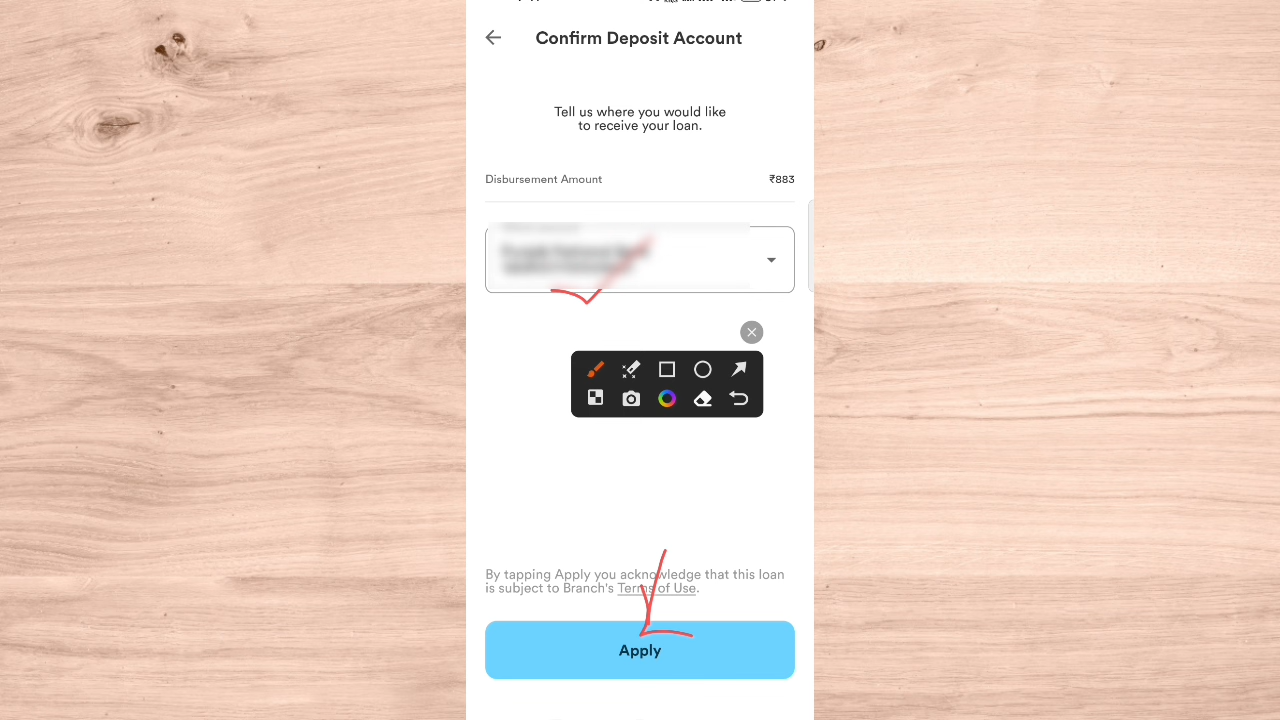 Confirm Deposit Account
Tell us where you would like
to receive your loan.
Disbursement Amount ₹883
By tapping Apply you acknowledge that this loan
is subject to Branch's Terms of Use.
Apply